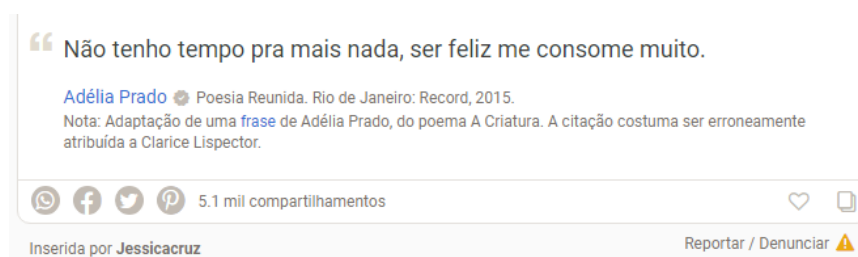 Não tenho tempo pra mais nada, ser feliz me consome muito.
Adélia Prado Poesia Reunida. Rio de Janeiro: Record, 2015.
Nota: Adaptação de uma frase de Adélia Prado, do poema A Criatura. A citação costuma ser erroneamente
atribuída a Clarice Lispector.
5.1 mil compartilhamentos
Inserida por Jessicacruz Reportar / Denunciar